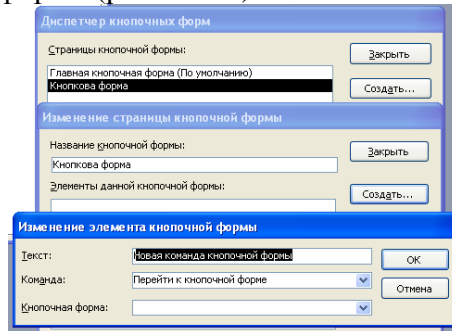 Диспетчер кнопочных форм
Страницы кнопочной формы:
Закрыть
Главная кнопочная форма (По умолчанию)
Кнопкова форма
Создать...
Изменение страницы кнопочной формы
Название кнопочной формы:
Закрыть
Кнопкова форма
Элементы данной кнопочной формы:
Создать...
Изменение элемента кнопочной формы
Текст:
Новая команда кнопочной формы
ОК
Команда:
Перейти к кнопочной форме
Отмена
Кнопочная форма: